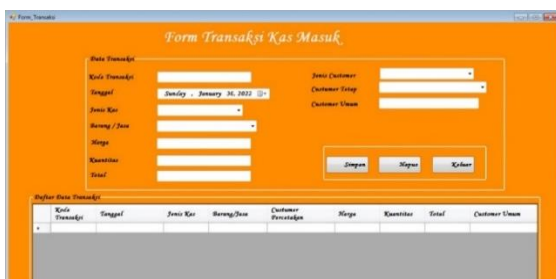 Form_Transaksi
Form Transaksi Kas Masuk
Data Transaksi
Kode Transaksi
Tanggal
Sunday , January 16, 2022
Jenis Kas
Barang / Jasa
Harga
Kuantitas
Total
Jenis Customer
Customer Tetap
Customer Umum
Simpan Hapus Keluar
Daftar Data Transaksi
Kode Transaksi Tanggal Jenis Kas Barang/Jasa Customer Percetakan Harga Kuantitas Total Customer Umum